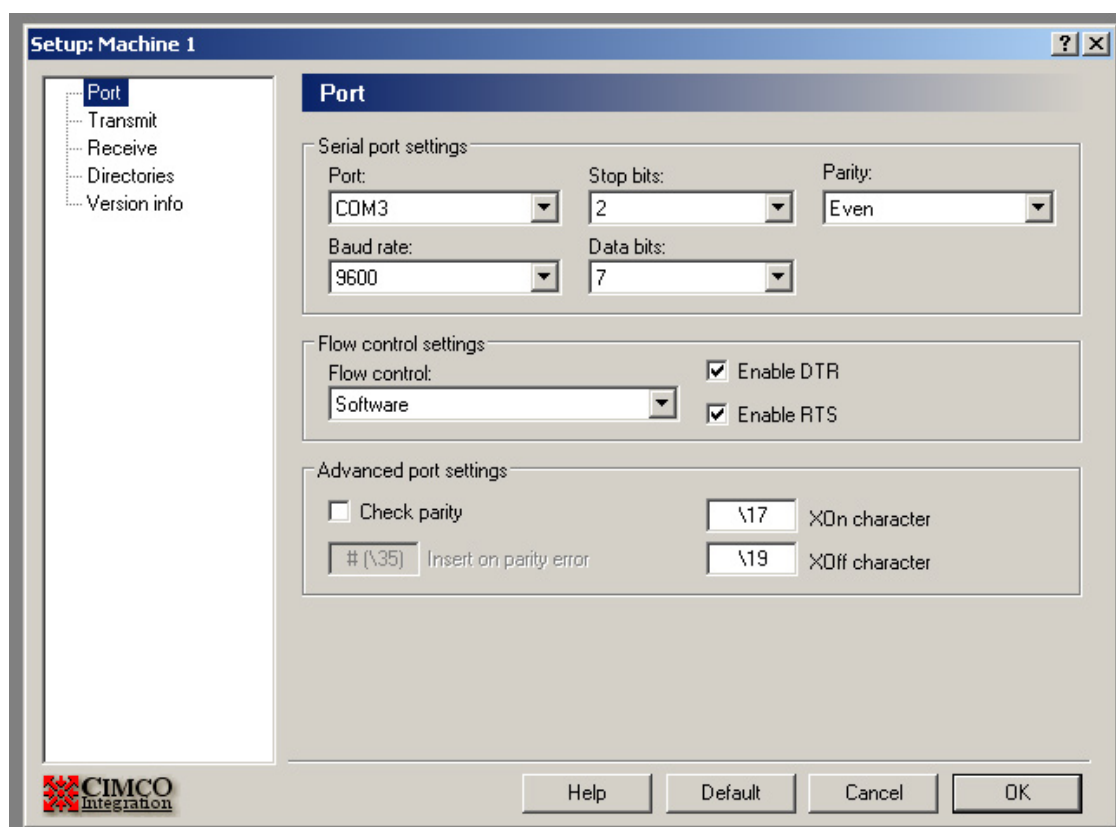 Setup: Machine 1
Port
Transmit
Receive
Directories
Version info
Port
Serial port settings
Port:
Stop bits:
Parity:
COM3
2
Even
Baud rate:
Data bits:
9600
7
Flow control settings
Flow control:
Software
Enable DTR
Enable RTS
Advanced port settings
Check parity
\17
XOn character
# (\35)
Insert on parity error
\19
XOff character
CIMCO
Integration
Help
Default
Cancel
OK